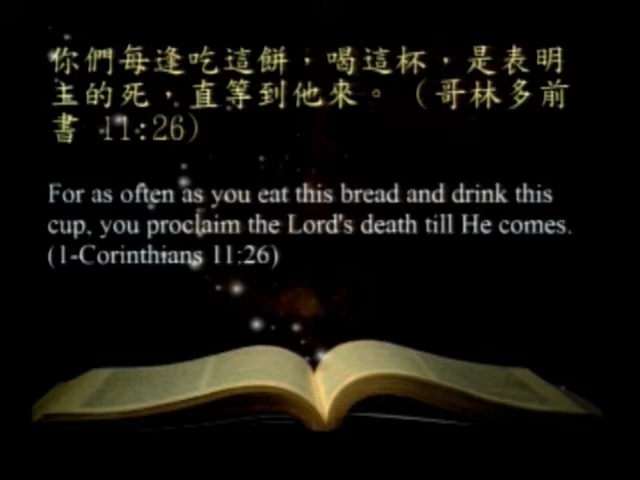 你們每逢吃這餅，喝這杯，是表明
主的死，直等到他來。（哥林多前
書 11:26）
For as often as you eat this bread and drink this
cup, you proclaim the Lord's death till He comes.
(1-Corinthians 11:26)